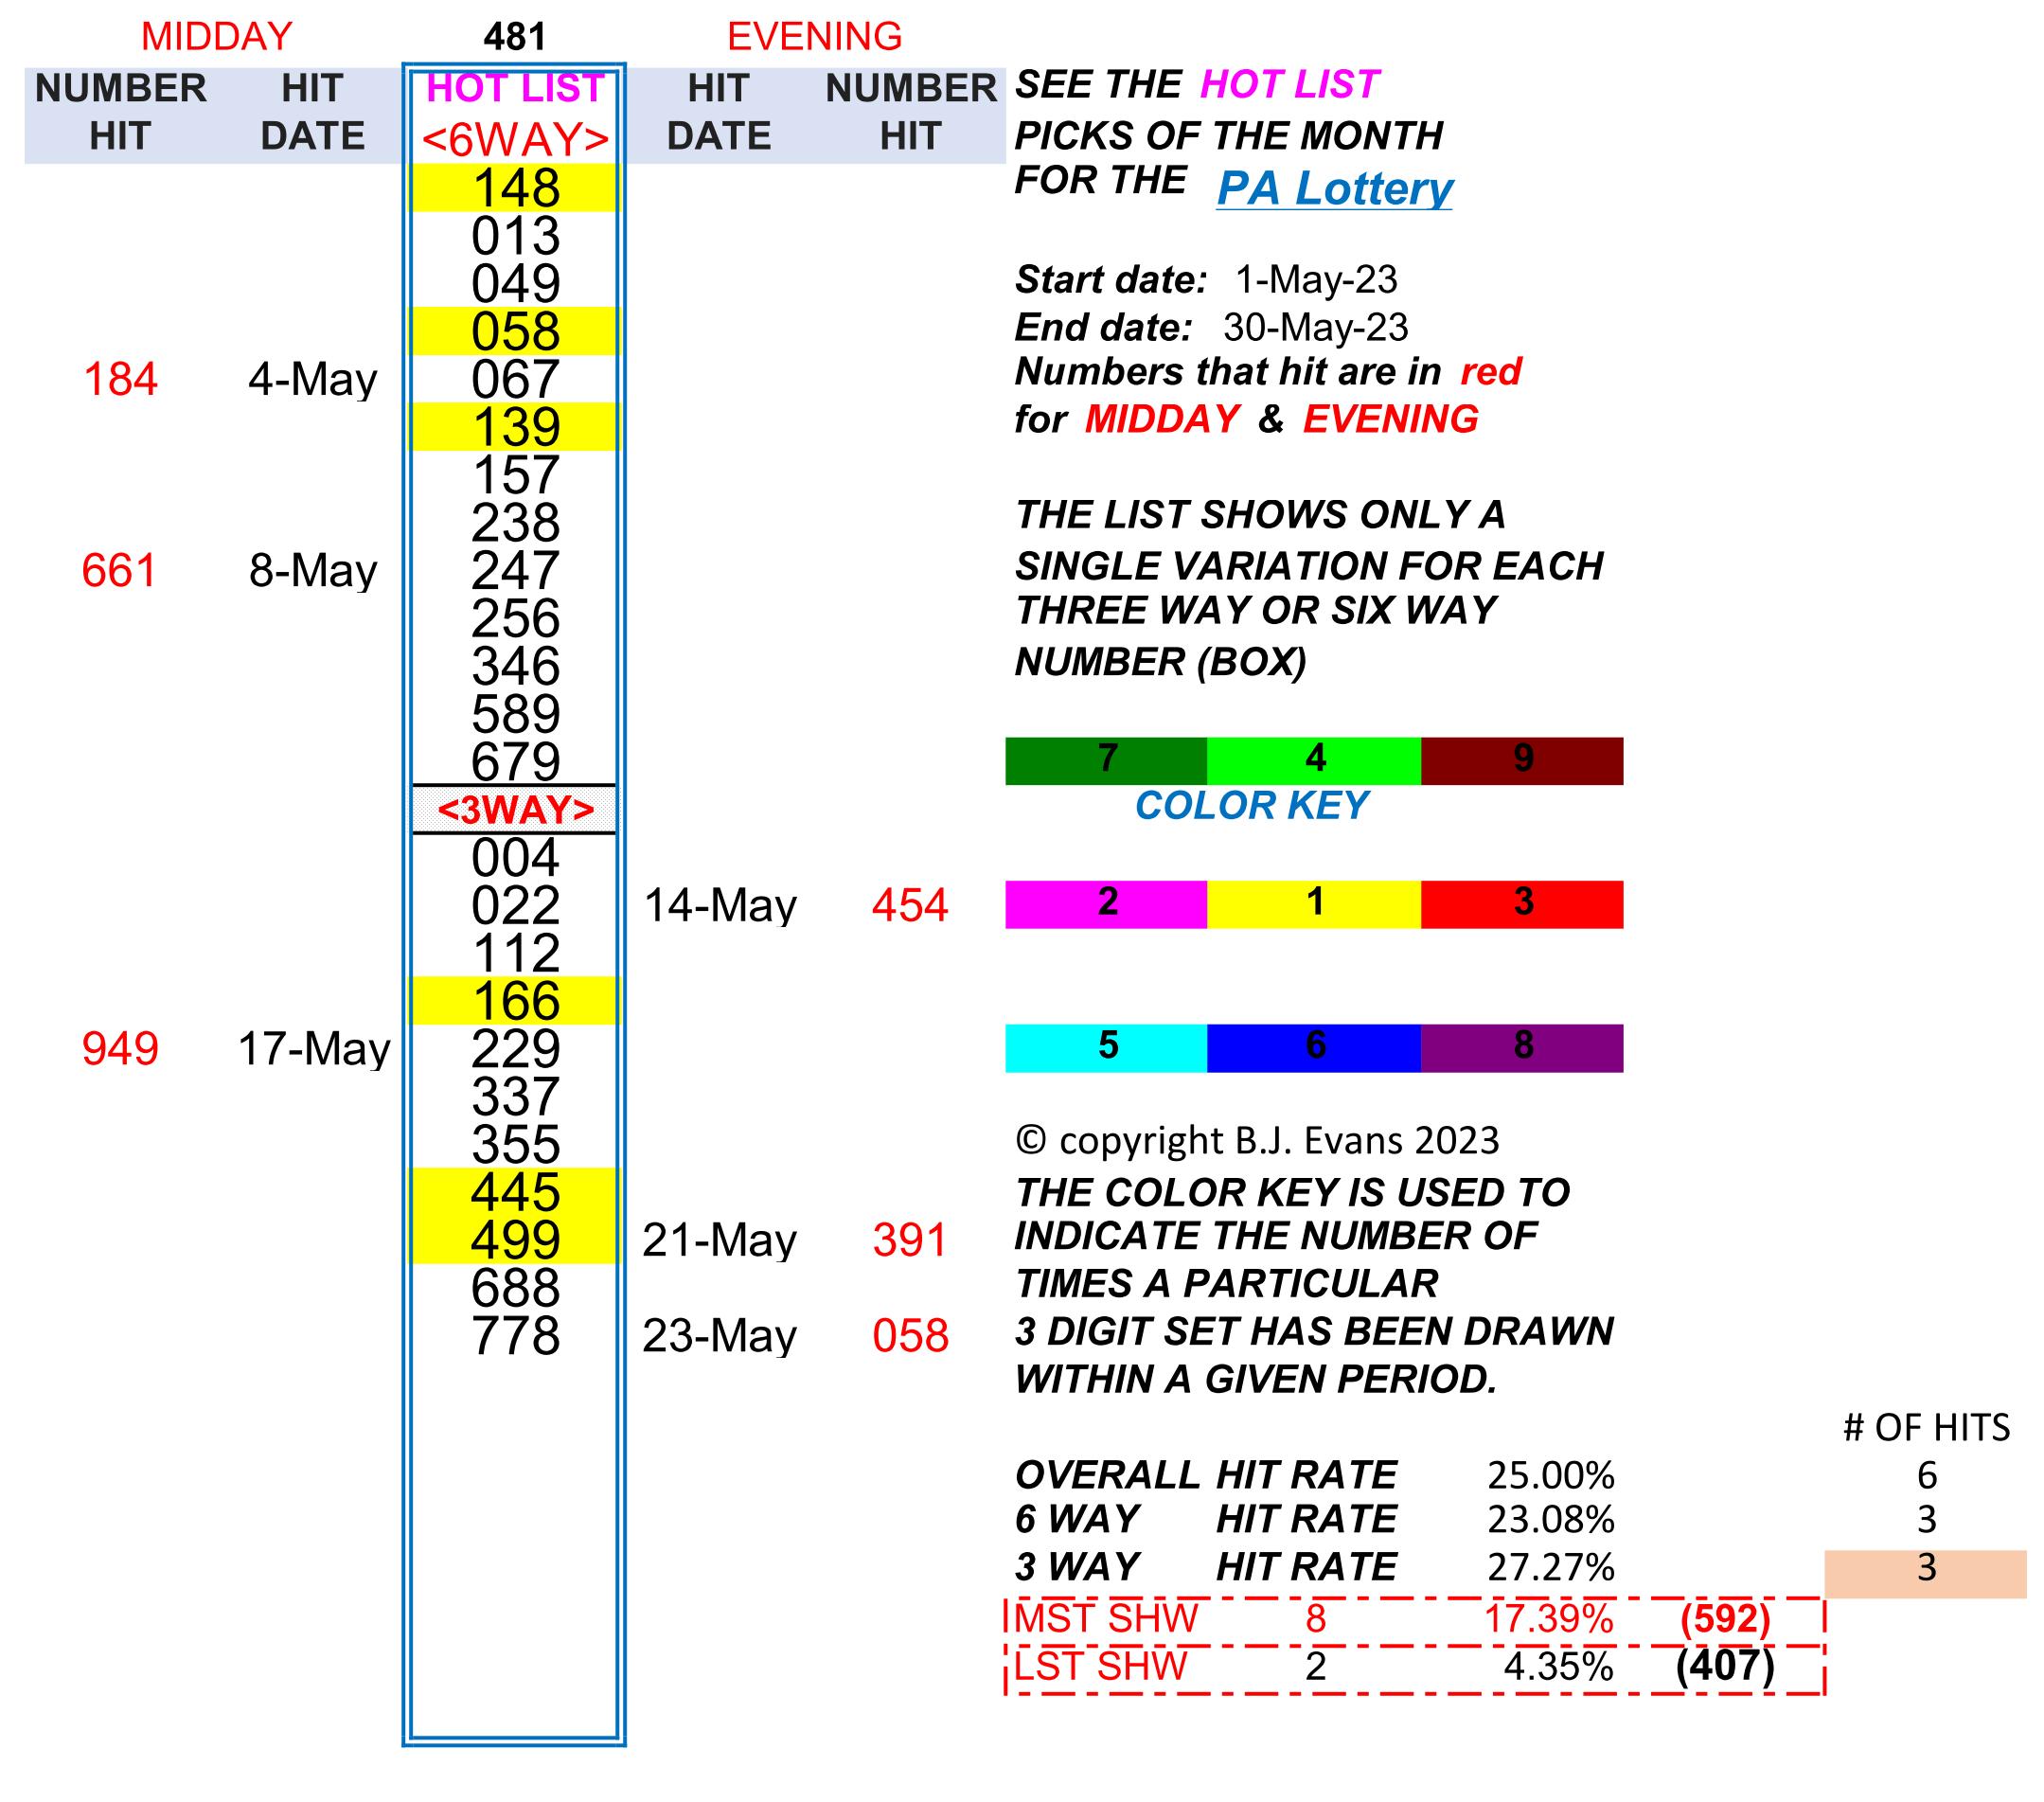 MIDDAY 481 EVENING
NUMBER HIT HOT LIST HIT NUMBER SEE THE HOT LIST
HIT DATE <6WAY> DATE HIT PICKS OF THE MONTH
148 FOR THE PA Lottery
013
049 Start date: 1-May-23
058 End date: 30-May-23
184 4-May 067 Numbers that hit are in red
139 for MIDDAY & EVENING
157
238 THE LIST SHOWS ONLY A
661 8-May 247 SINGLE VARIATION FOR EACH
256 THREE WAY OR SIX WAY
346 NUMBER (BOX)
589
679 7 4 9
<3WAY> COLOR KEY
004
022 14-May 454 2 1 3
112
166
949 17-May 229 5 6 8
337
355 © copyright B.J. Evans 2023
445 THE COLOR KEY IS USED TO
499 21-May 391 INDICATE THE NUMBER OF
688 TIMES A PARTICULAR
778 23-May 058 3 DIGIT SET HAS BEEN DRAWN
WITHIN A GIVEN PERIOD.
# OF HITS
OVERALL HIT RATE 25.00% 6
6 WAY HIT RATE 23.08% 3
3 WAY HIT RATE 27.27% 3
MST SHW 8 17.39% (592)
LST SHW 2 4.35% (407)